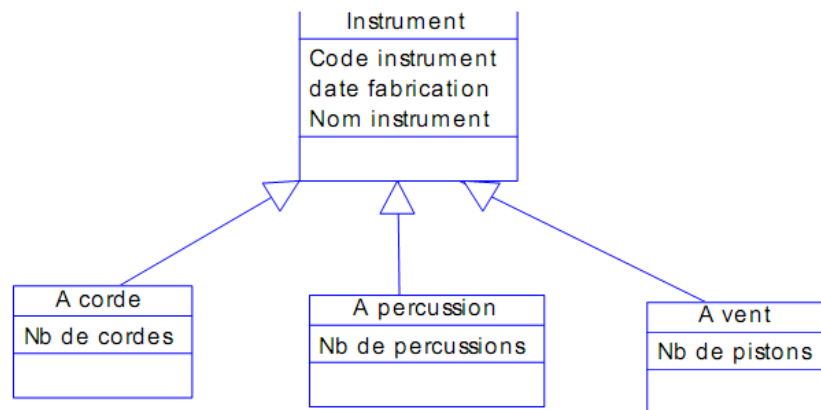 Instrument
Code instrument
date fabrication
Nom instrument
A corde
Nb de cordes
A percussion
Nb de percussions
A vent
Nb de pistons